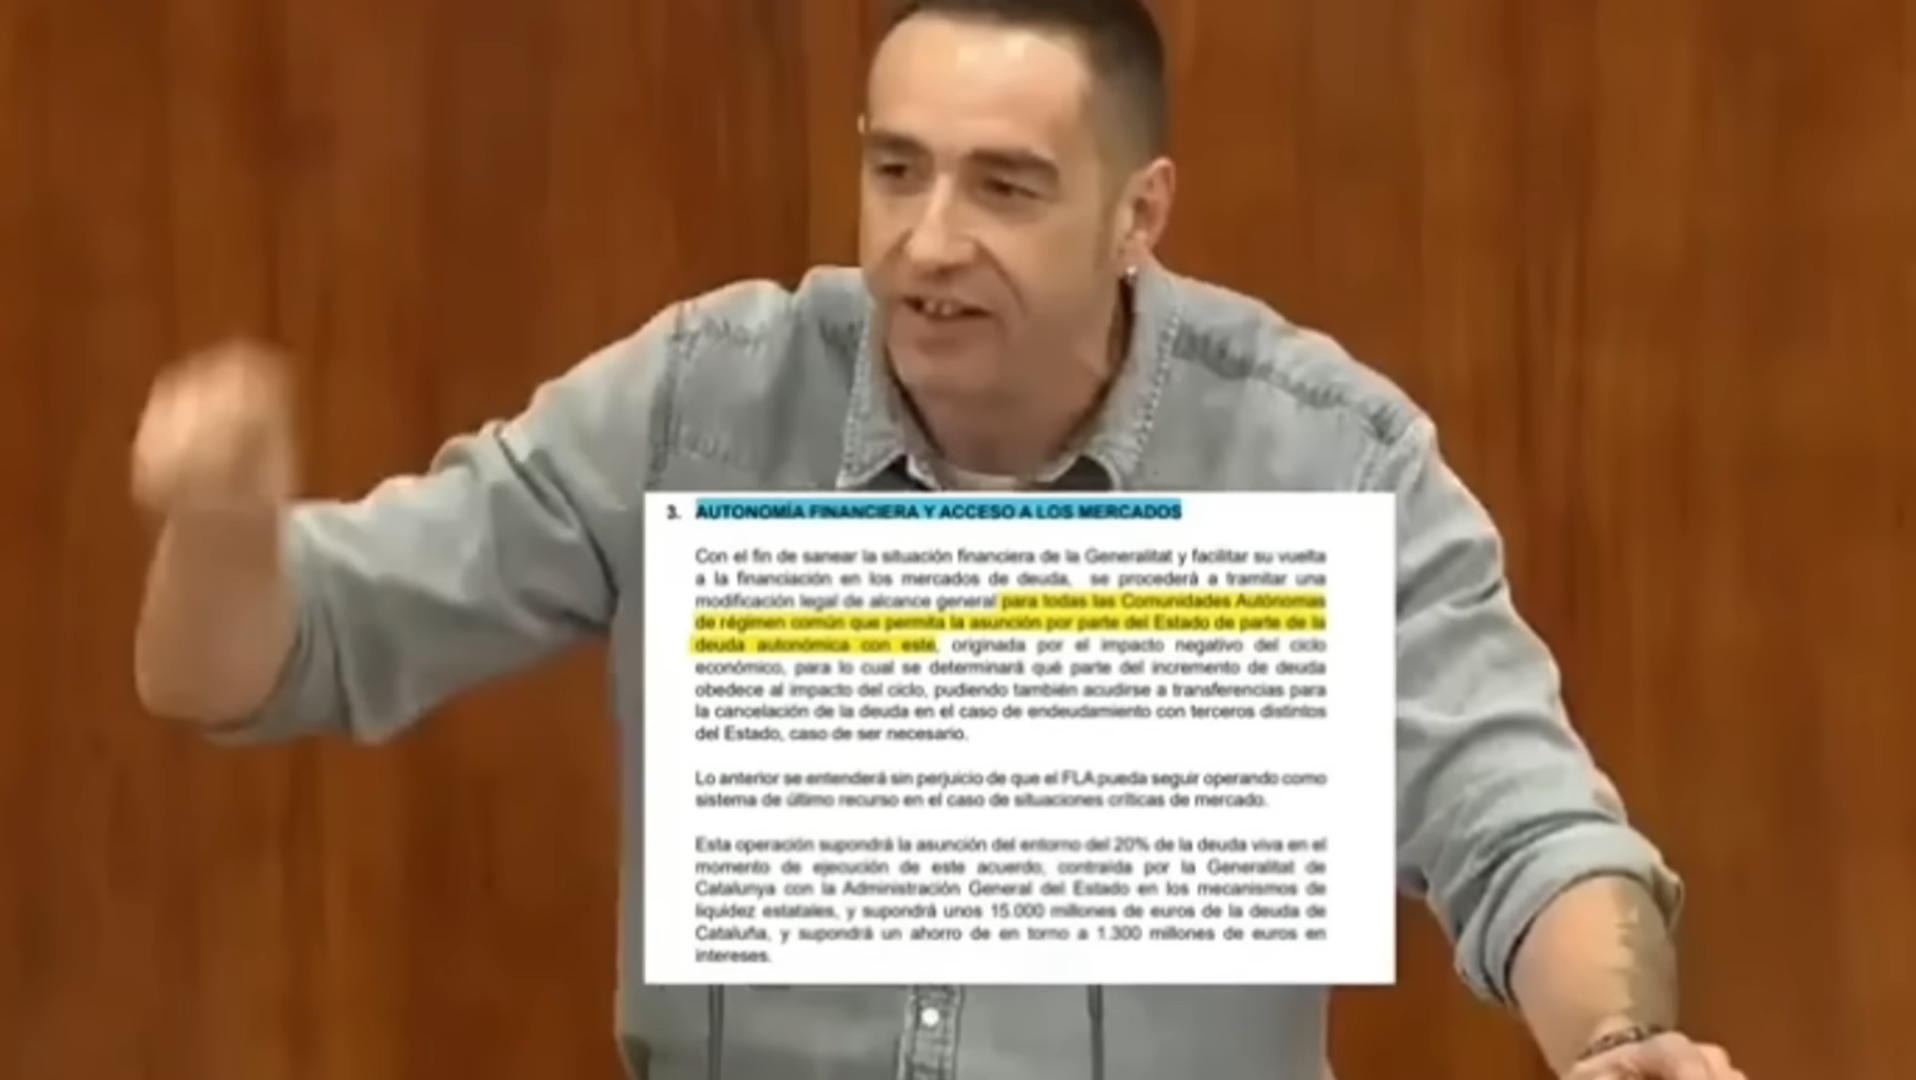 3. AUTONOMÍA FINANCIERA Y ACCESO A LOS MERCADOS
Con el fin de sanear la situación financiera de la Generalitat y facilitar su vuelta
a la financiación en los mercados de deuda, se procederá a tramitar una
modificación legal de alcance general para todas las Comunidades Autónomas
de régimen común que permita la asunción por parte del Estado de parte de la
deuda autonómica con este, originada por el impacto negativo del ciclo
económico, para lo cual se determinará qué parte del incremento de deuda
obedece al impacto del ciclo, pudiendo también acudirse a transferencias para
la cancelación de la deuda en el caso de endeudamiento con terceros distintos
del Estado, caso de ser necesario.
Lo anterior se entenderá sin perjuicio de que el FLA pueda seguir operando como
sistema de último recurso en el caso de situaciones críticas de mercado.
Esta operación supondrá la asunción del entorno del 20% de la deuda viva en el
momento de ejecución de este acuerdo, contraída por la Generalitat de
Catalunya con la Administración General del Estado en los mecanismos de
liquidez estatales, y supondrá unos 15.000 millones de euros de la deuda de
Cataluña, y supondrá un ahorro de en torno a 1.300 millones de euros en
intereses.